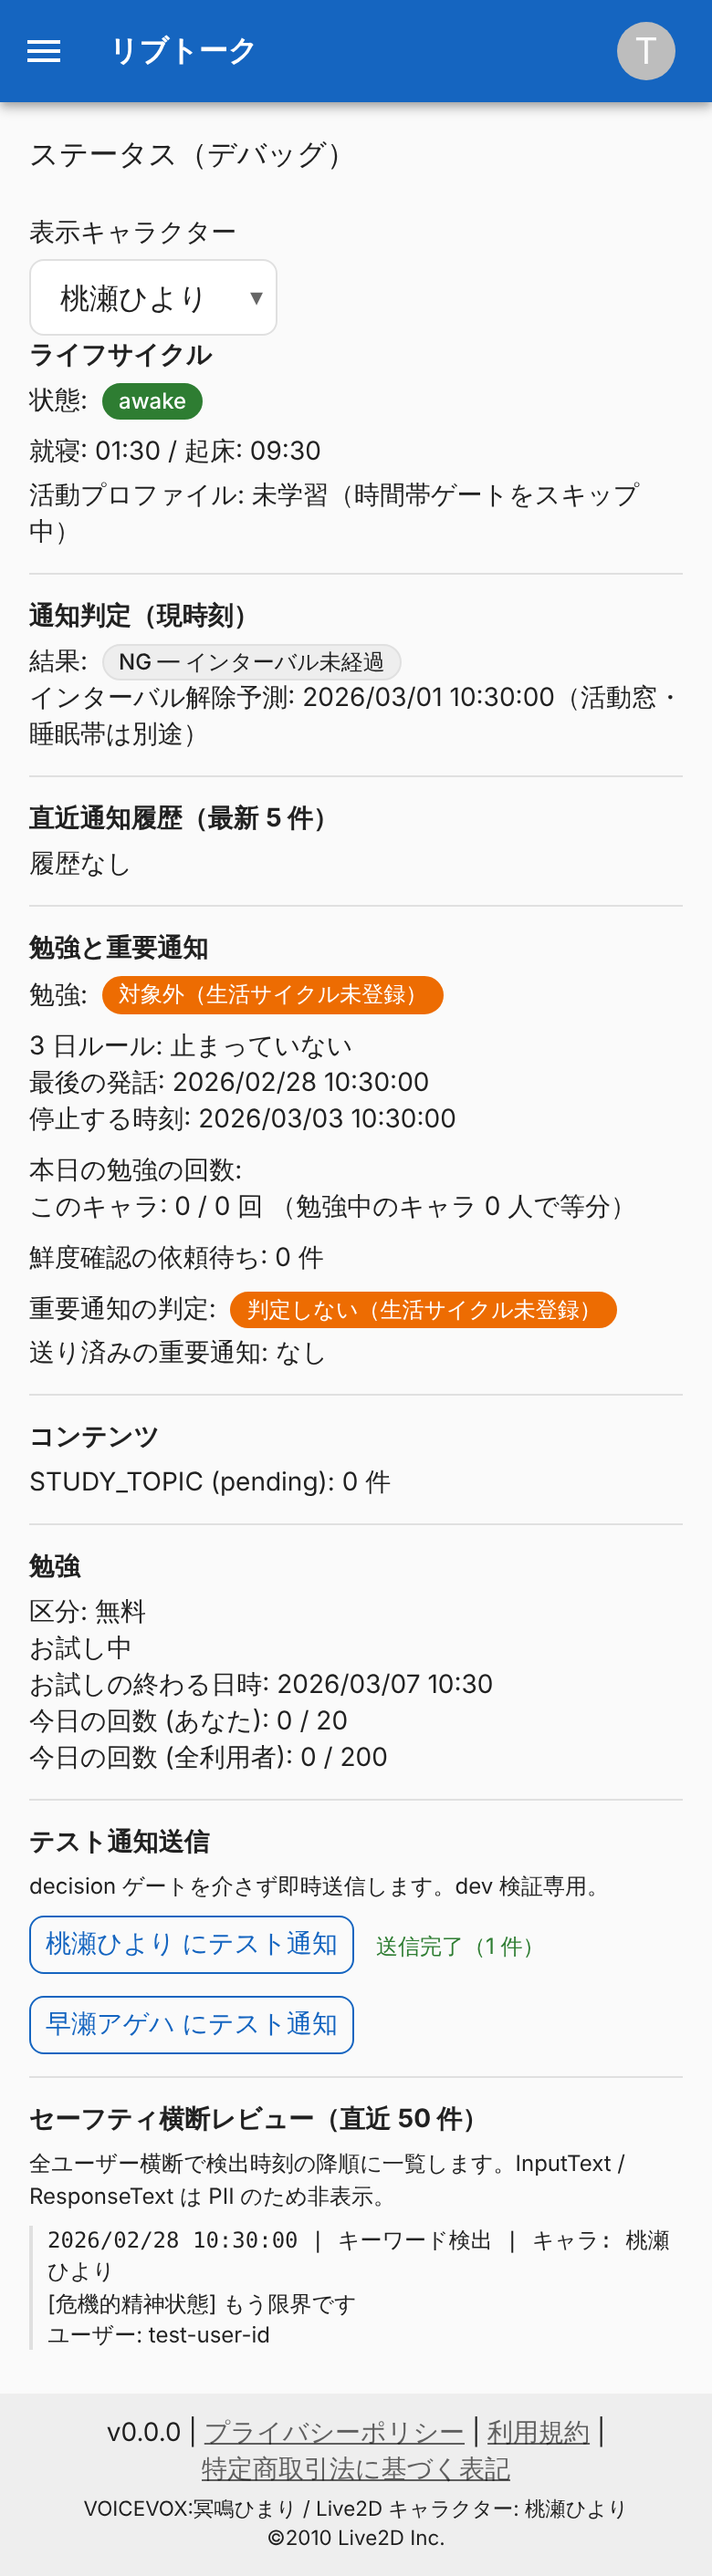 リブトーク
T
ステータス（デバッグ）
表示キャラクター
桃瀬ひより ▼
ライフサイクル
状態: awake
就寝: 01:30 / 起床: 09:30
活動プロファイル: 未学習（時間帯ゲートをスキップ
中）
通知判定（現時刻）
結果: NG — インターバル未経過
インターバル解除予測: 2026/03/01 10:30:00（活動窓・
睡眠帯は別途）
直近通知履歴（最新 5 件）
履歴なし
勉強と重要通知
勉強: 対象外（生活サイクル未登録）
3 日ルール: 止まっていない
最後の発話: 2026/02/28 10:30:00
停止する時刻: 2026/03/03 10:30:00
本日の勉強の回数:
このキャラ: 0 / 0 回 （勉強中のキャラ 0 人で等分）
鮮度確認の依頼待ち: 0 件
重要通知の判定: 判定しない（生活サイクル未登録）
送り済みの重要通知: なし
コンテンツ
STUDY_TOPIC (pending): 0 件
勉強
区分: 無料
お試し中
お試しの終わる日時: 2026/03/07 10:30
今日の回数 (あなた): 0 / 20
今日の回数 (全利用者): 0 / 200
テスト通知送信
decision ゲートを介さず即時送信します。dev 検証専用。
桃瀬ひより にテスト通知 送信完了（1 件）
早瀬アゲハ にテスト通知
セーフティ横断レビュー（直近 50 件）
全ユーザー横断で検出時刻の降順に一覧します。InputText /
ResponseText は PII のため非表示。
2026/02/28 10:30:00 | キーワード検出 | キャラ: 桃瀬
ひより
[危機的精神状態] もう限界です
ユーザー: test-user-id
v0.0.0 | プライバシーポリシー | 利用規約 |
特定商取引法に基づく表記
VOICEVOX:冥鳴ひまり / Live2D キャラクター: 桃瀬ひより
©2010 Live2D Inc.